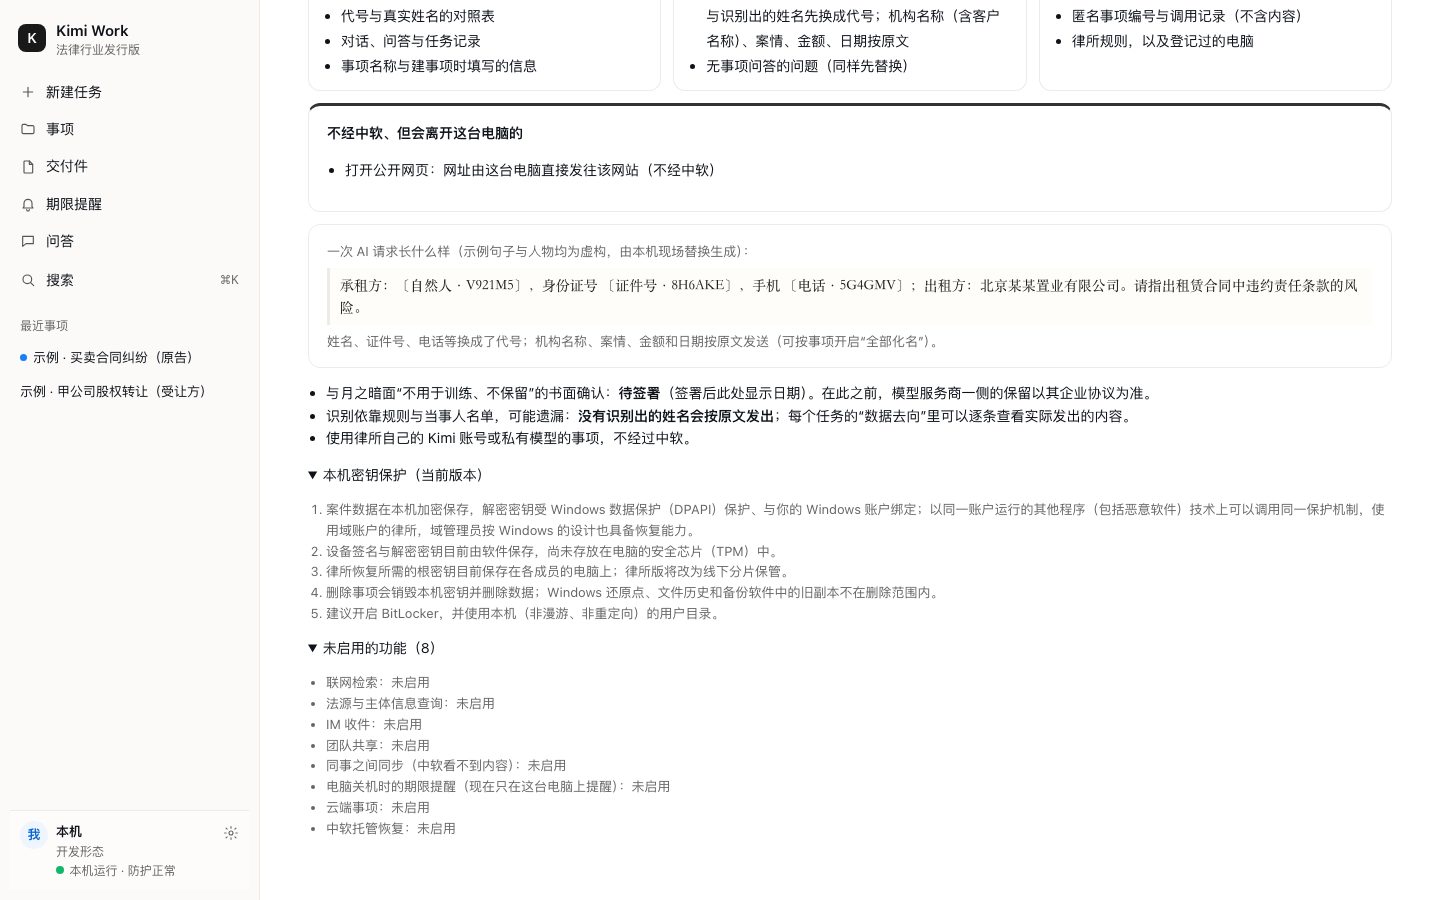 K
Kimi Work
法律行业发行版
新建任务
事项
交付件
期限提醒
问答
搜索
⌘K
最近事项
示例 · 买卖合同纠纷（原告）
示例 · 甲公司股权转让（受让方）
我
本机
开发形态
本机运行 · 防护正常
• 代号与真实姓名的对照表
• 对话、问答与任务记录
• 事项名称与建事项时填写的信息
与识别出的姓名先换成代号；机构名称（含客户
名称）、案情、金额、日期按原文
• 无事项问答的问题（同样先替换）
• 匿名事项编号与调用记录（不含内容）
• 律所规则，以及登记过的电脑
不经中软、但会离开这台电脑的
• 打开公开网页：网址由这台电脑直接发往该网站（不经中软）
一次 AI 请求长什么样（示例句子与人物均为虚构，由本机现场替换生成）：
承租方：〔自然人 · V921M5〕，身份证号〔证件号 · 8H6AKE〕，手机〔电话 · 5G4GMV〕；出租方：北京某某置业有限公司。请指出租赁合同中违约责任条款的风
险。
姓名、证件号、电话等换成了代号；机构名称、案情、金额和日期按原文发送（可按事项开启“全部化名”）。
• 与月之暗面“不用于训练、不保留”的书面确认：待签署（签署后此处显示日期）。在此之前，模型服务商一侧的保留以其企业协议为准。
• 识别依靠规则与当事人名单，可能遗漏：没有识别出的姓名会按原文发出；每个任务的“数据去向”里可以逐条查看实际发出的内容。
• 使用律所自己的 Kimi 账号或私有模型的事项，不经过中软。
▼ 本机密钥保护（当前版本）
1. 案件数据在本机加密保存，解密密钥受 Windows 数据保护（DPAPI）保护、与你的 Windows 账户绑定；以同一账户运行的其他程序（包括恶意软件）技术上可以调用同一保护机制，使
用域账户的律所，域管理员按 Windows 的设计也具备恢复能力。
2. 设备签名与解密密钥目前由软件保存，尚未存放在电脑的安全芯片（TPM）中。
3. 律所恢复所需的根密钥目前保存在各成员的电脑上；律所版将改为线下分片保管。
4. 删除事项会销毁本机密钥并删除数据；Windows 还原点、文件历史和备份软件中的旧副本不在删除范围内。
5. 建议开启 BitLocker，并使用本机（非漫游、非重定向）的用户目录。
▼ 未启用的功能（8）
• 联网检索：未启用
• 法源与主体信息查询：未启用
• IM 收件：未启用
• 团队共享：未启用
• 同事之间同步（中软看不到内容）：未启用
• 电脑关机时的期限提醒（现在只在这台电脑上提醒）：未启用
• 云端事项：未启用
• 中软托管恢复：未启用